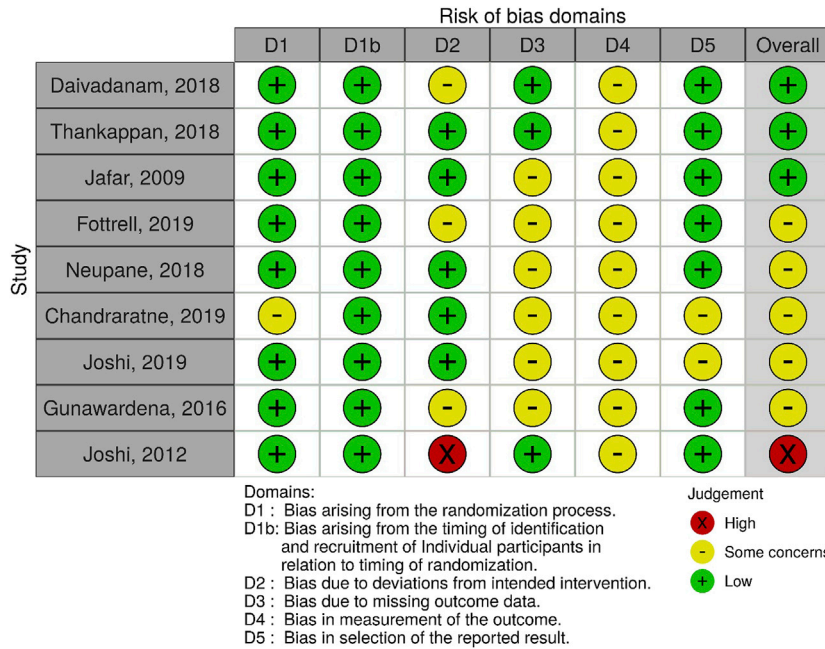 Risk of bias domains
D1 D1b D2 D3 D4 D5 Overall
Study
Daivadanam, 2018 + + - + - + +
Thankappan, 2018 + + + + - + +
Jafar, 2009 + + + - - + +
Fottrell, 2019 + + - - - + -
Neupane, 2018 + + + - - + -
Chandraratne, 2019 - + + - - - -
Joshi, 2019 + + + - - - -
Gunawardena, 2016 + + - - - + -
Joshi, 2012 + + X + - + X
Domains:
D1 : Bias arising from the randomization process.
D1b: Bias arising from the timing of identification
and recruitment of Individual participants in
relation to timing of randomization.
D2 : Bias due to deviations from intended intervention.
D3 : Bias due to missing outcome data.
D4 : Bias in measurement of the outcome.
D5 : Bias in selection of the reported result.
Judgement
X High
- Some concerns
+ Low